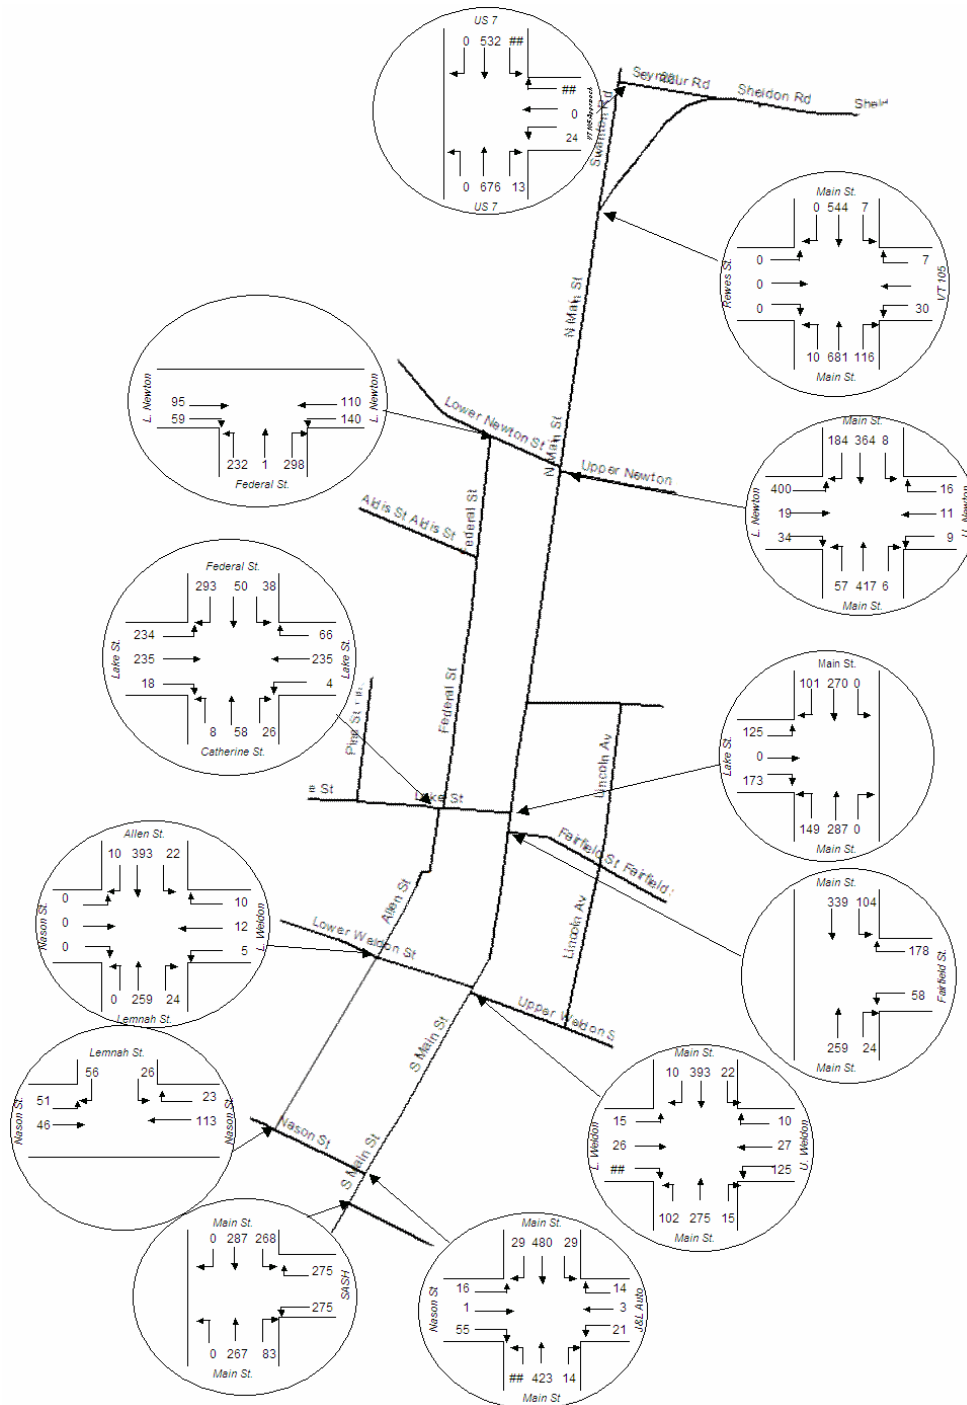 US 7
0 532 ##
##
0
24
0 676 13
US 7
Seymour Rd
Sheldon Rd
Sheld
Swanton Rd
Main St.
0 544 7
Rewes St.
0
0
0
7
30
VT 105
10 681 116
Main St.
N Main St
L. Newton
95
59
110
140
L. Newton
232 1 298
Federal St.
Lower Newton St
N Main St
Upper Newton
Main St.
184 364 8
L. Newton
400
19
34
16
11
9
U. Newton
57 417 6
Main St.
Aldis St Aldis St
Federal St
Federal St.
293 50 38
Lake St.
234
235
18
66
235
4
Lake St.
8 58 26
Catherine St.
Pine St
Federal St
Lincoln Av
Main St.
101 270 0
Lake St.
125
0
173
149 287 0
Main St.
e St
Lake St
Fairfield St Fairfield
Allen St.
10 393 22
Nason St.
0
0
0
10
12
5
L. Weldon
0 259 24
Lemnah St.
Allen St
Lower Weldon St
Lincoln Av
Upper Weldon S
Main St.
339 104
178
58
Fairfield St.
259 24
Main St.
Lemnah St.
56 26
Nason St.
51
46
23
113
Nason St.
S Main St
Nason St
S Main St
Main St.
10 393 22
L. Weldon
15
26
##
10
27
125
U. Weldon
102 275 15
Main St.
Main St.
0 287 268
275
275
SASH
0 267 83
Main St.
Main St.
29 480 29
Nason St
16
1
55
14
3
21
J&L Auto
## 423 14
Main St